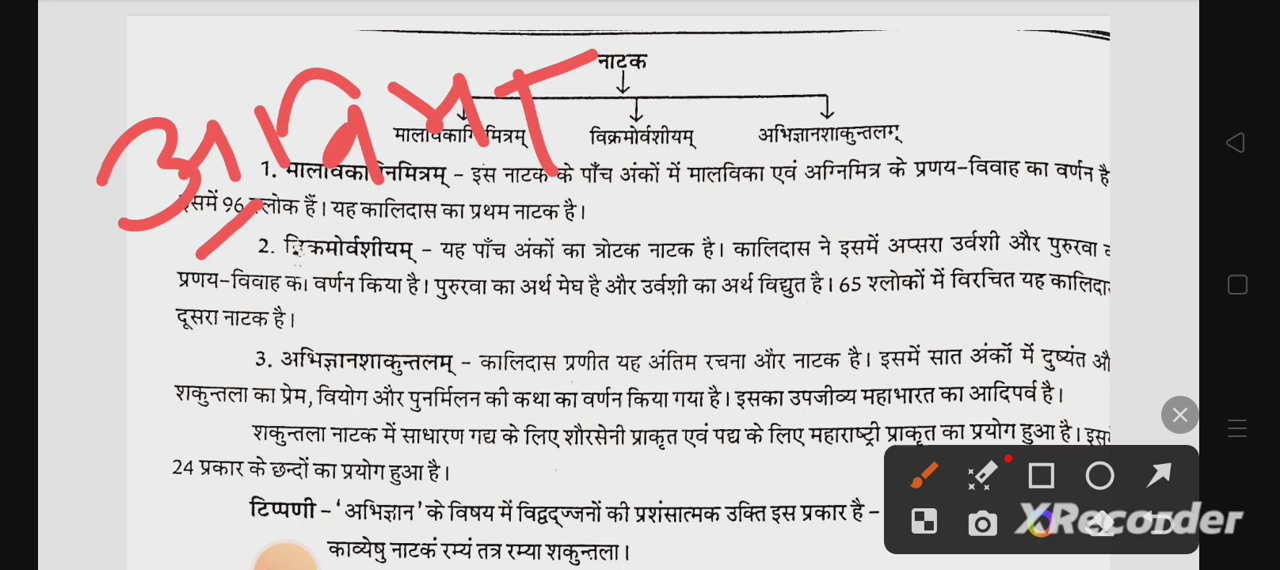 नाटक
मालविकाग्निमित्रम् विक्रमोर्वशीयम् अभिज्ञानशाकुन्तलम्
1. मालविकाग्निमित्रम् – इस नाटक के पाँच अंकों में मालविका एवं अग्निमित्र के प्रणय-विवाह का वर्णन है
इसमें 96 श्लोक हैं। यह कालिदास का प्रथम नाटक है।
2. विक्रमोर्वशीयम् – यह पाँच अंकों का त्रोटक नाटक है। कालिदास ने इसमें अप्सरा उर्वशी और पुरुरवा
प्रणय-विवाह का वर्णन किया है। पुरुरवा का अर्थ मेघ है और उर्वशी का अर्थ विद्युत है। 65 श्लोकों में विरचित यह कालिदास
दूसरा नाटक है।
3. अभिज्ञानशाकुन्तलम् – कालिदास प्रणीत यह अंतिम रचना और नाटक है। इसमें सात अंकों में दुष्यंत औ
शकुन्तला का प्रेम, वियोग और पुनर्मिलन की कथा का वर्णन किया गया है। इसका उपजीव्य महाभारत का आदिपर्व है।
शकुन्तला नाटक में साधारण गद्य के लिए शौरसेनी प्राकृत एवं पद्य के लिए महाराष्ट्री प्राकृत का प्रयोग हुआ है। इस
24 प्रकार के छन्दों का प्रयोग हुआ है।
टिप्पणी – 'अभिज्ञान' के विषय में विद्वद्ज्जनों की प्रशंसात्मक उक्ति इस प्रकार है –
काव्येषु नाटकं रम्यं तत्र रम्या शकुन्तला।
XRecorder